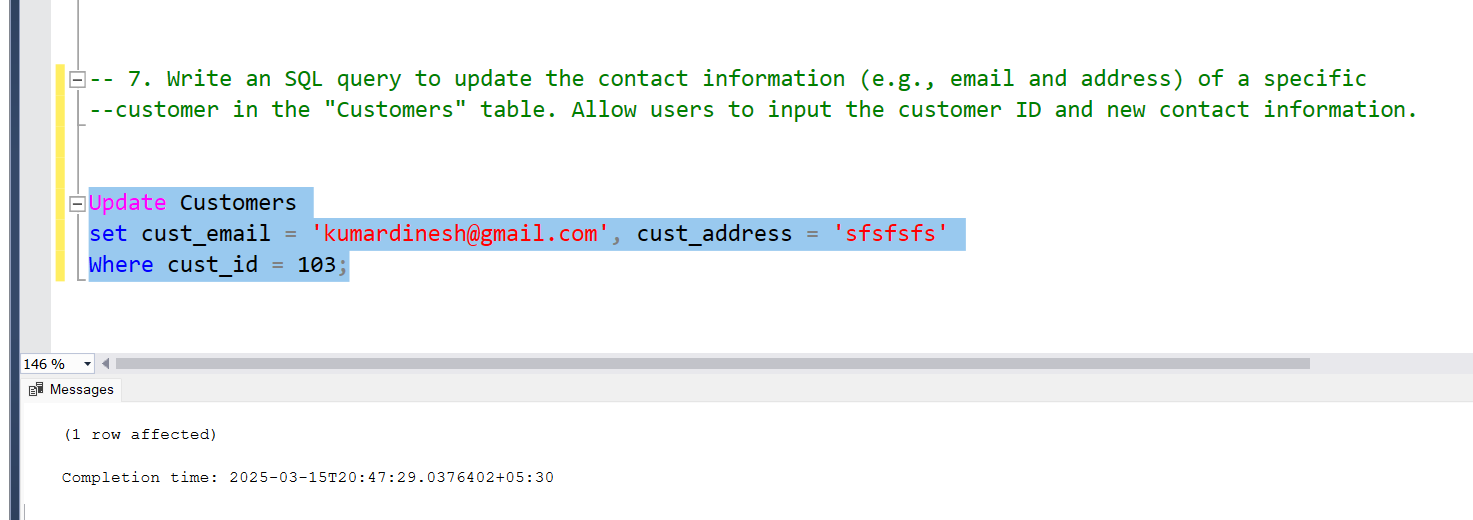 -- 7. Write an SQL query to update the contact information (e.g., email and address) of a specific
--customer in the "Customers" table. Allow users to input the customer ID and new contact information.
Update Customers
set cust_email = 'kumardinesh@gmail.com', cust_address = 'sfsfsfs'
Where cust_id = 103;
146 %
Messages
(1 row affected)
Completion time: 2025-03-15T20:47:29.0376402+05:30